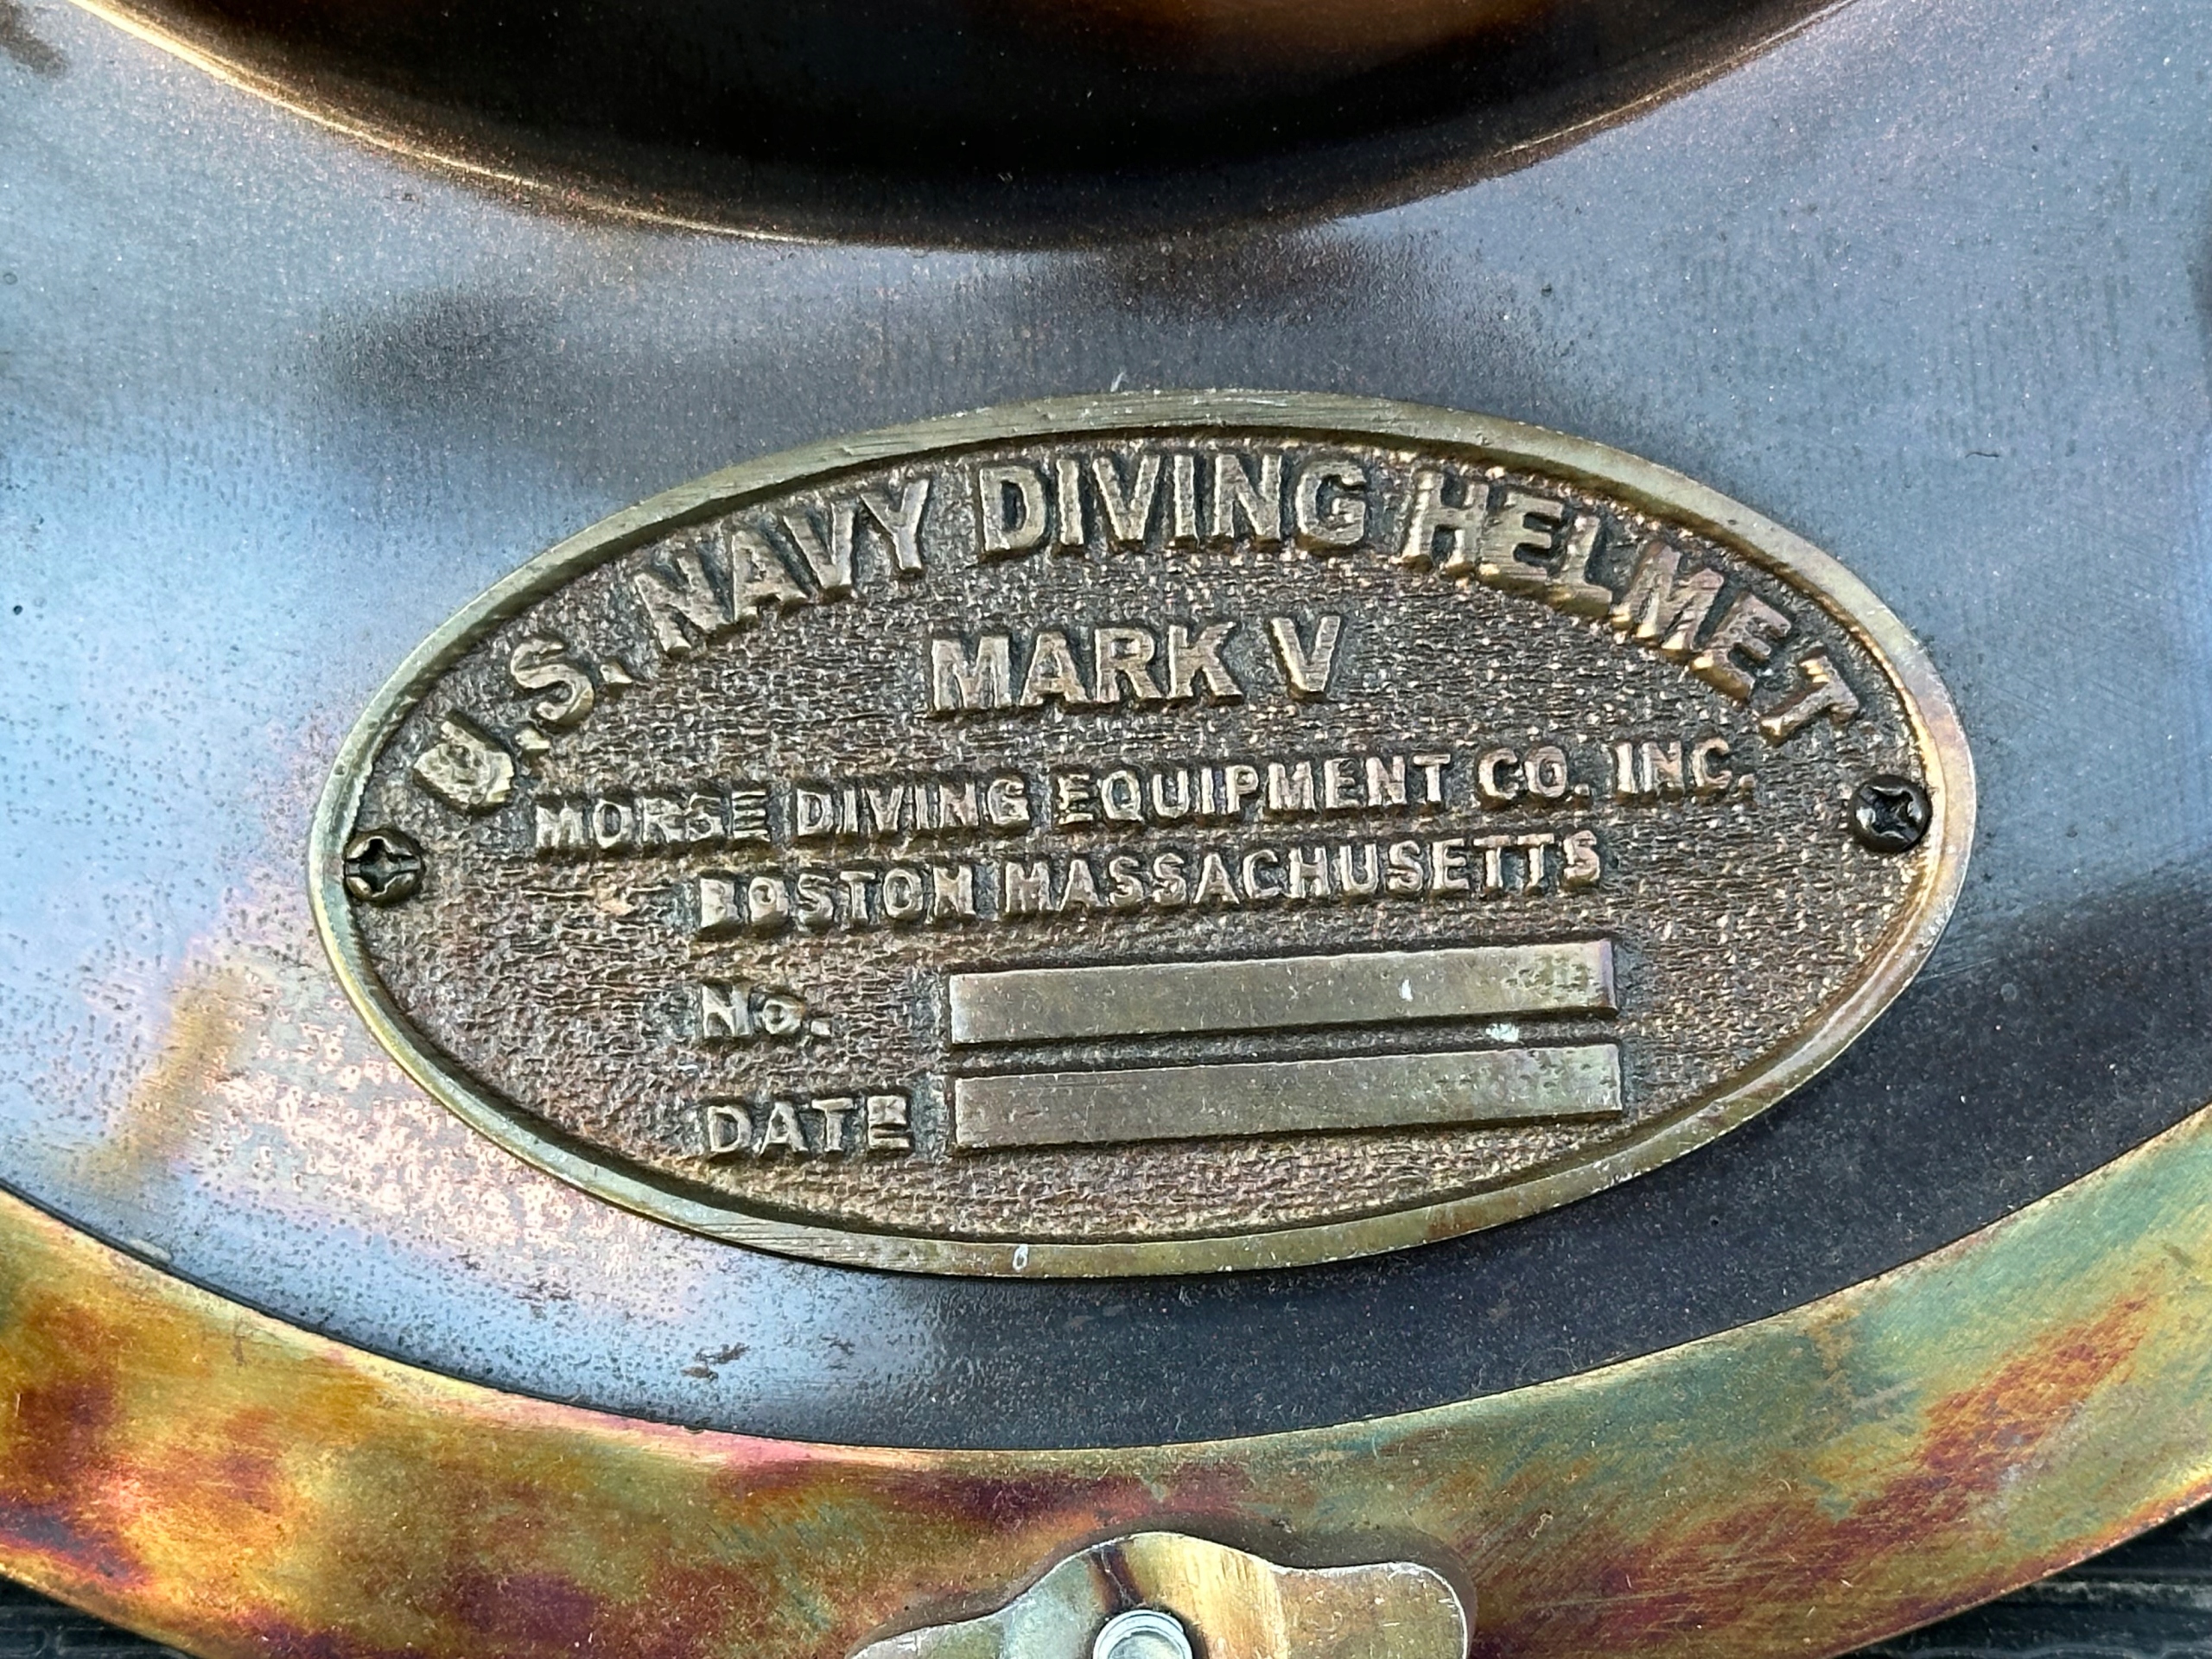 U.S. NAVY DIVING HELMET
MARK V
MORSE DIVING EQUIPMENT CO. INC.
BOSTON MASSACHUSETTS
No.
DATE